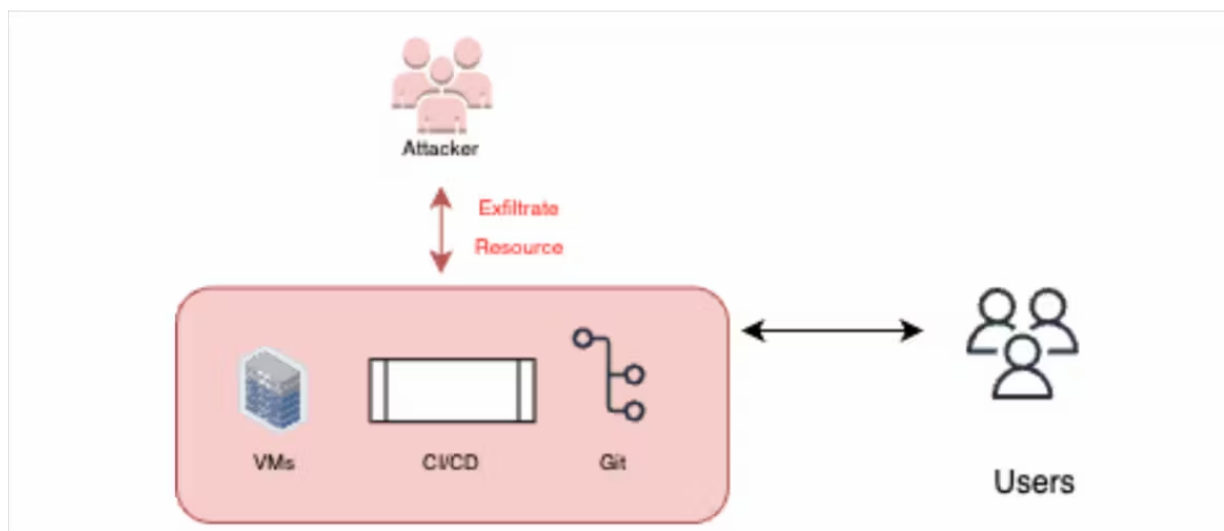 Attacker
Exfiltrate
Resource
VMs
CI/CD
Git
Users